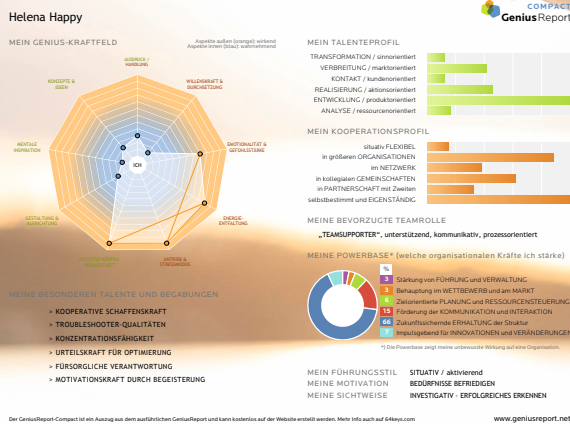 Helena Happy
COMPACT
GeniusReport
MEIN GENIUS-KRAFTFELD
Aspekte außen (orange): wirkend
Aspekte innen (blau): wahrnehmend
AUSDRUCK /
HANDLUNG
KONZEPTE &
IDEEN
WILLENSKRAFT &
DURCHSETZUNG
MENTALE
INSPIRATION
EMOTIONALITÄT &
GEFÜHLSSTÄRKE
ICH
GESTALTUNG &
AUSRICHTUNG
ENERGIE-
ENTFALTUNG
ANTRIEB &
STRESSMODUS
MEIN TALENTEPROFIL
TRANSFORMATION / sinnorientiert
VERBREITUNG / marktorientiert
KONTAKT / kundenorientiert
REALISIERUNG / aktionsorientiert
ENTWICKLUNG / produktorientiert
ANALYSE / ressourcenorientiert
MEIN KOOPERATIONSPROFIL
situativ FLEXIBEL
in größeren ORGANISATIONEN
im NETZWERK
in kollegialen GEMEINSCHAFTEN
in PARTNERSCHAFT mit Zweiten
selbstbestimmt und EIGENSTÄNDIG
MEINE BEVORZUGTE TEAMROLLE
„TEAMSUPPORTER", unterstützend, kommunikativ, prozessorientiert
MEINE POWERBASE* (welche organisationalen Kräfte ich stärke)
%
3 Stärkung von FÜHRUNG und VERWALTUNG
3 Behauptung im WETTBEWERB und am MARKT
6 Zielorientierte PLANUNG und RESSOURCENSTEUERUNG
15 Förderung der KOMMUNIKATION und INTERAKTION
66 Zukunftssichernde ERHALTUNG der Struktur
7 Impulsgebend für INNOVATIONEN und VERÄNDERUNGEN
*) Die Powerbase zeigt meine unbewusste Wirkung auf eine Organisation.
MEINE BESONDEREN TALENTE UND BEGABUNGEN
> KOOPERATIVE SCHAFFENSKRAFT
> TROUBLESHOOTER-QUALITÄTEN
> KONZENTRATIONSFÄHIGKEIT
> URTEILSKRAFT FÜR OPTIMIERUNG
> FÜRSORGLICHE VERANTWORTUNG
> MOTIVATIONSKRAFT DURCH BEGEISTERUNG
MEIN FÜHRUNGSSTIL SITUATIV / aktivierend
MEINE MOTIVATION BEDÜRFNISSE BEFRIEDIGEN
MEINE SICHTWEISE INVESTIGATIV - ERFOLGREICHES ERKENNEN
Der GeniusReport-Compact ist ein Auszug aus dem ausführlichen GeniusReport und kann kostenlos auf der Website erstellt werden. Mehr Info auch auf 64keys.com
www.geniusreport.net